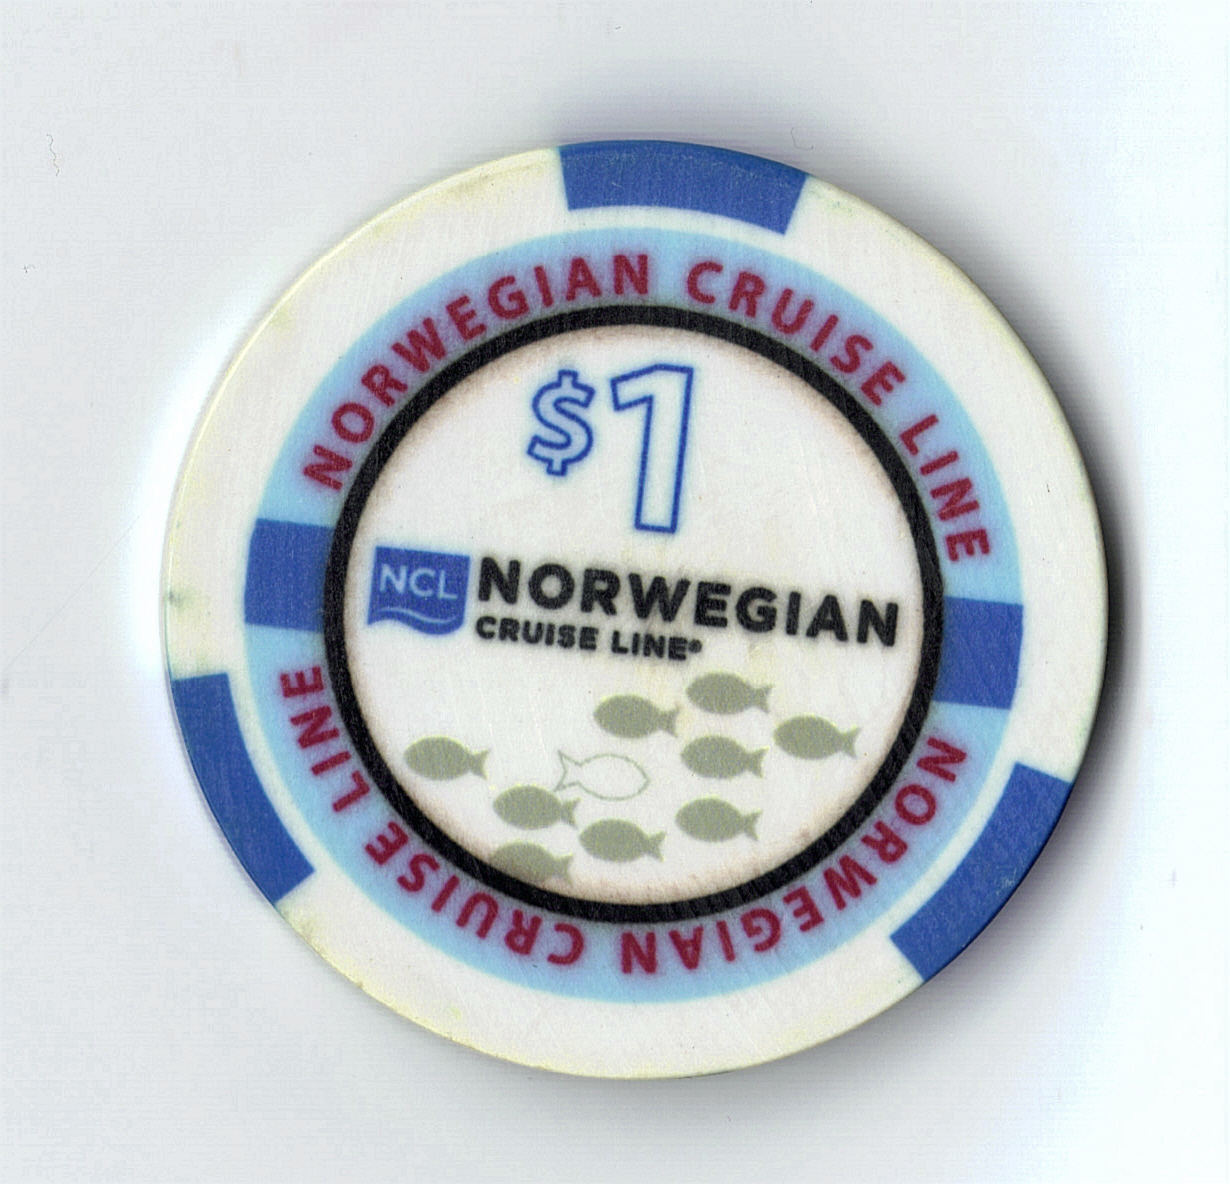 NORWEGIAN CRUISE LINE
$1
NCL
NORWEGIAN
CRUISE LINE®
NORWEGIAN CRUISE LINE